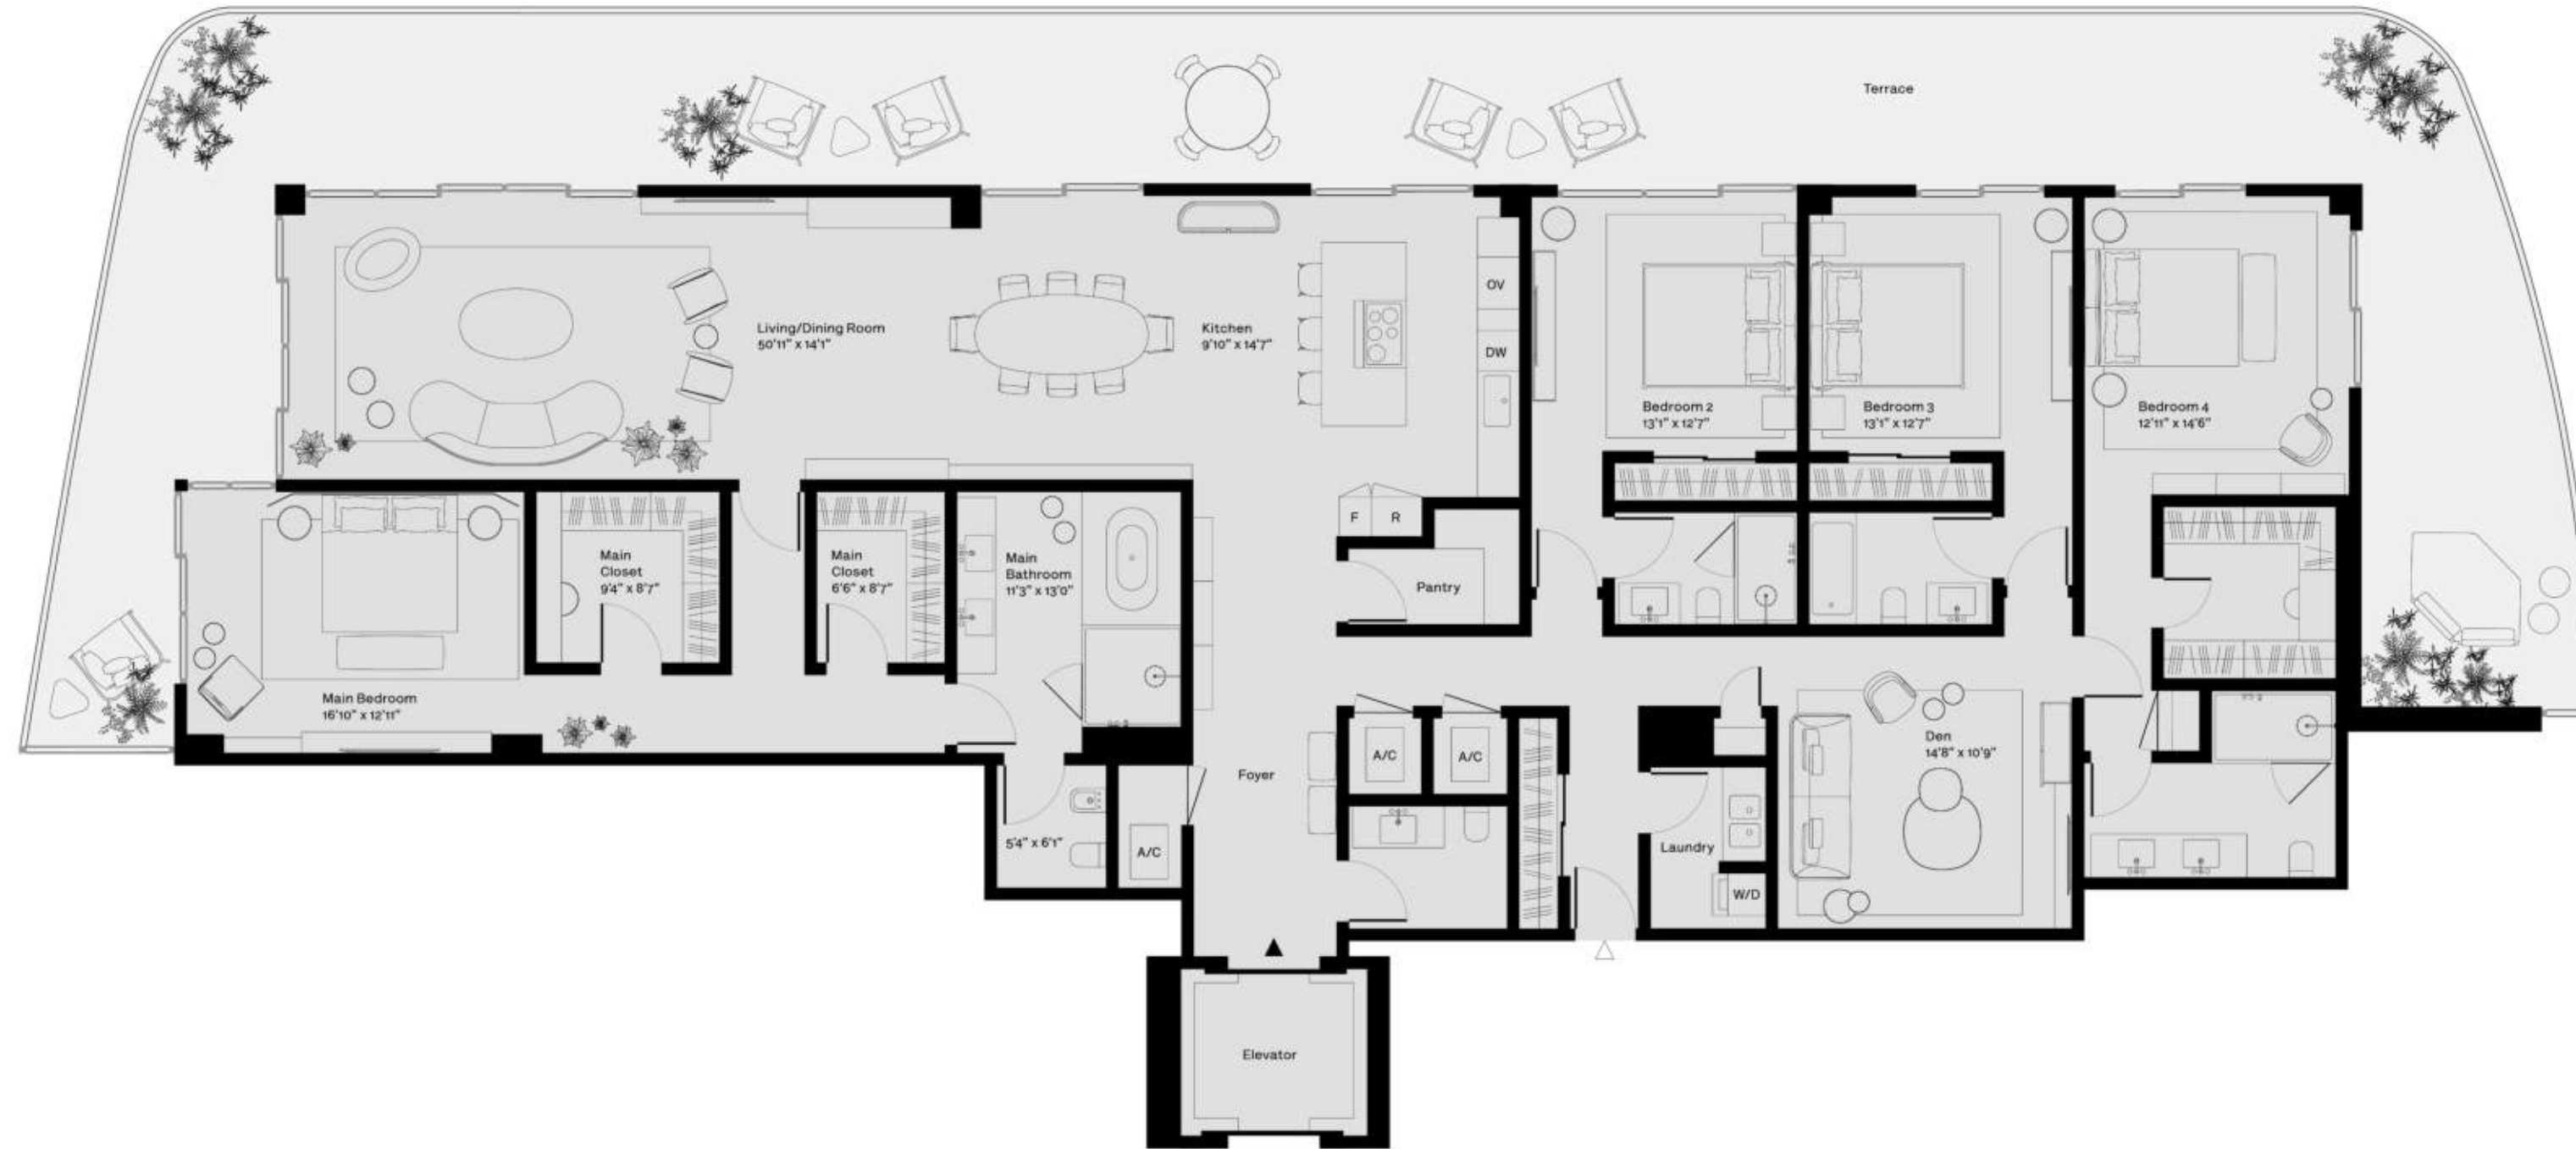 Terrace
Living/Dining Room
50'11" x 14'1"
Kitchen
9'10" x 14'7"
OV
DW
F
R
Pantry
Bedroom 2
13'1" x 12'7"
Bedroom 3
13'1" x 12'7"
Bedroom 4
12'11" x 14'6"
Main
Closet
9'4" x 8'7"
Main
Closet
6'6" x 8'7"
Main
Bathroom
11'3" x 13'0"
Main Bedroom
16'10" x 12'11"
5'4" x 6'1"
A/C
Foyer
A/C
A/C
Laundry
W/D
Den
14'8" x 10'9"
Elevator